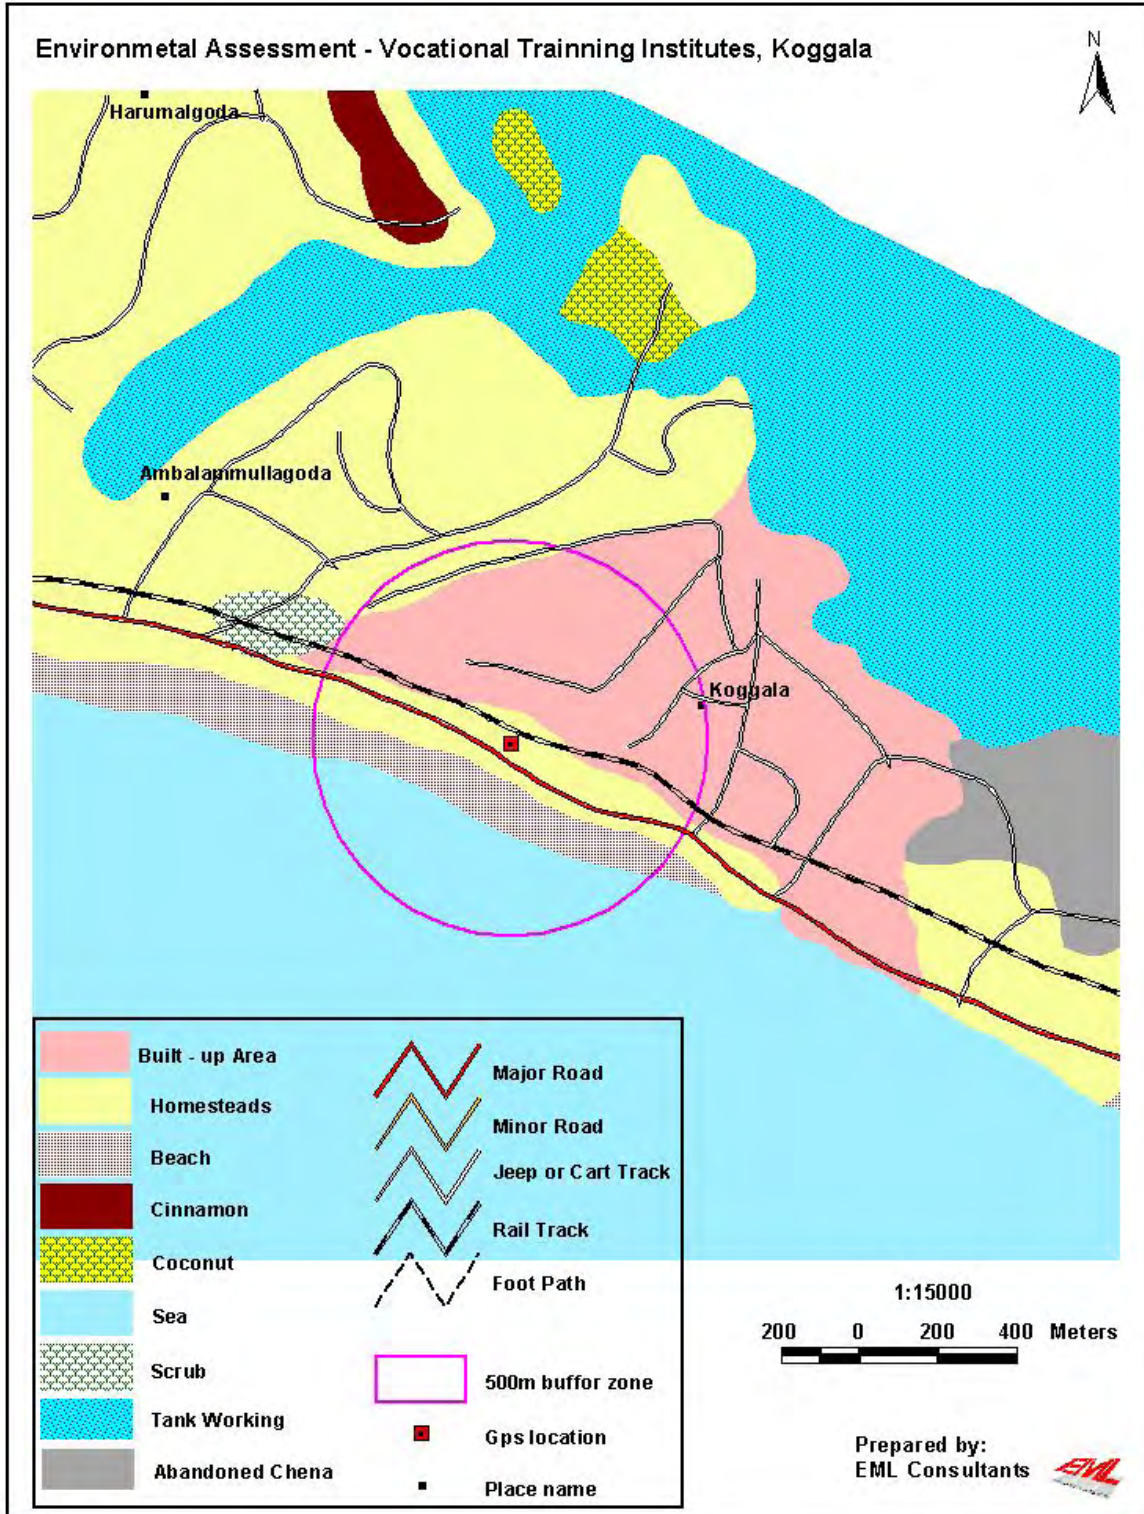 Environmetal Assessment - Vocational Trainning Institutes, Koggala
N
Harumalgoda
Ambalammullagoda
Koggala
Built - up Area
Homesteads
Beach
Cinnamon
Coconut
Sea
Scrub
Tank Working
Abandoned Chena
Major Road
Minor Road
Jeep or Cart Track
Rail Track
Foot Path
500m buffor zone
Gps location
Place name
1:15000
200 0 200 400 Meters
Prepared by:
EML Consultants
EML